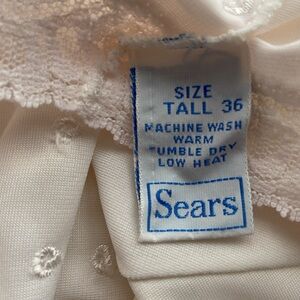 SIZE
TALL 36
MACHINE WASH
WARM
TUMBLE DRY
LOW HEAT
Sears